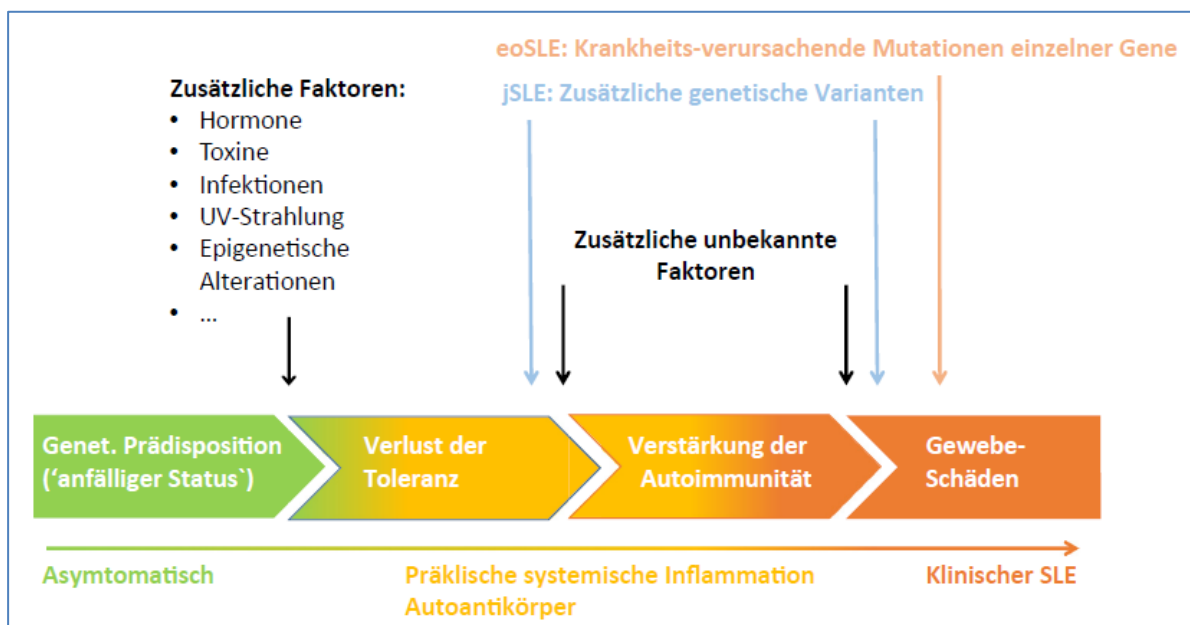 eoSLE: Krankheits-verursachende Mutationen einzelner Gene
jSLE: Zusätzliche genetische Varianten
Zusätzliche Faktoren:
• Hormone
• Toxine
• Infektionen
• UV-Strahlung
• Epigenetische
Alterationen
• ...
Zusätzliche unbekannte
Faktoren
Genet. Prädisposition
(‘anfälliger Status`)
Verlust der
Toleranz
Verstärkung der
Autoimmunität
Gewebe-
Schäden
Asymtomatisch
Präklische systemische Inflammation
Autoantikörper
Klinischer SLE